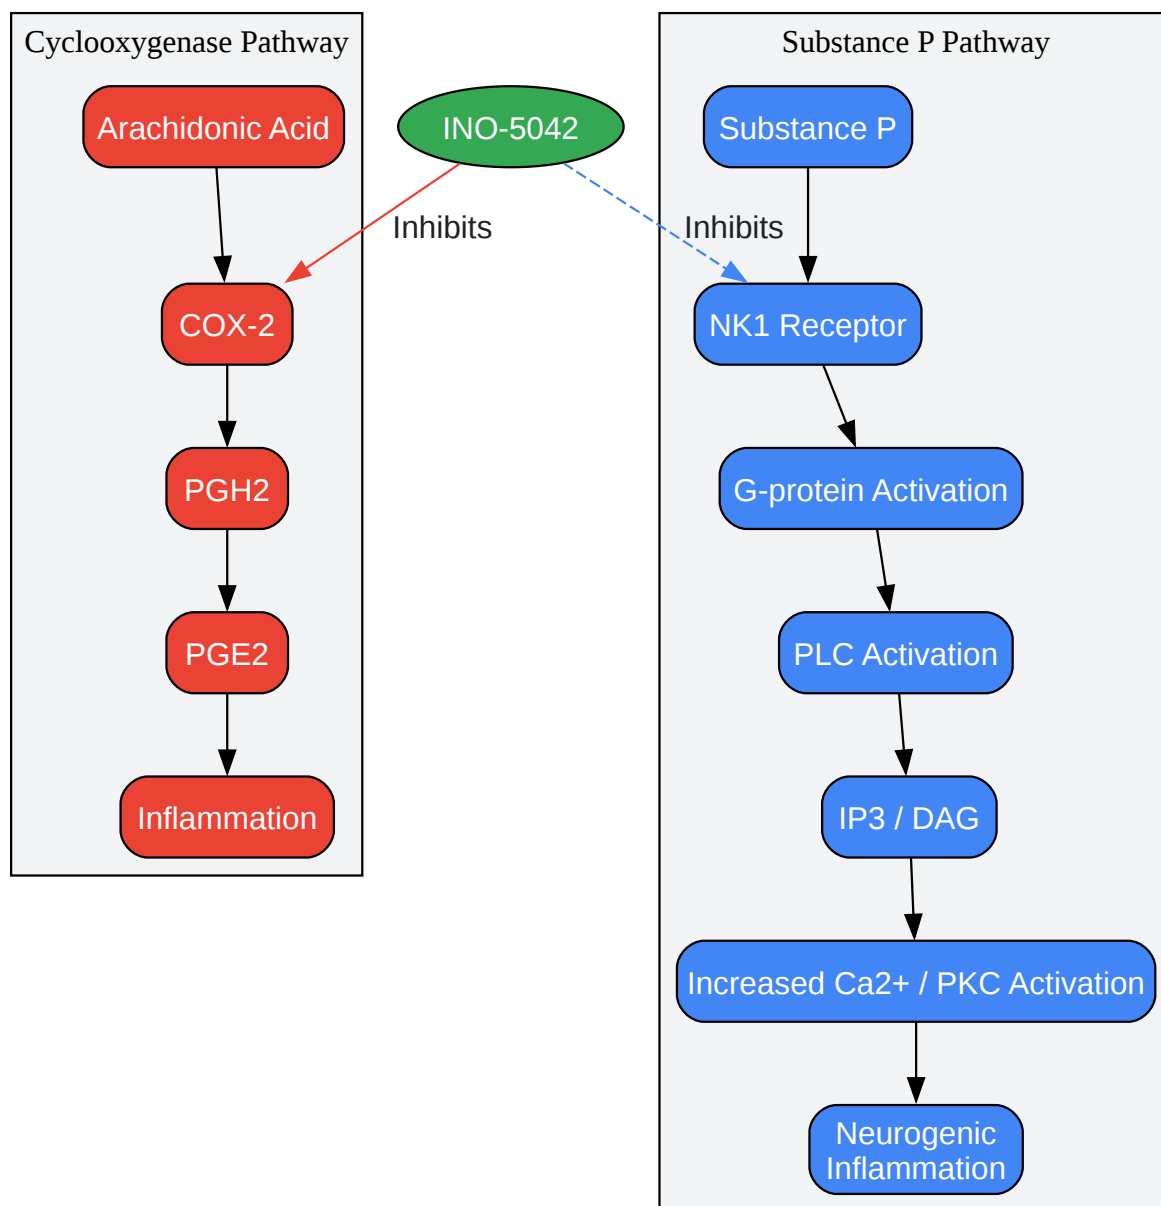 Cyclooxygenase Pathway
Arachidonic Acid
COX-2
PGH2
PGE2
Inflammation
INO-5042
Inhibits
Inhibits
Substance P Pathway
Substance P
NK1 Receptor
G-protein Activation
PLC Activation
IP3 / DAG
Increased Ca2+ / PKC Activation
Neurogenic
Inflammation